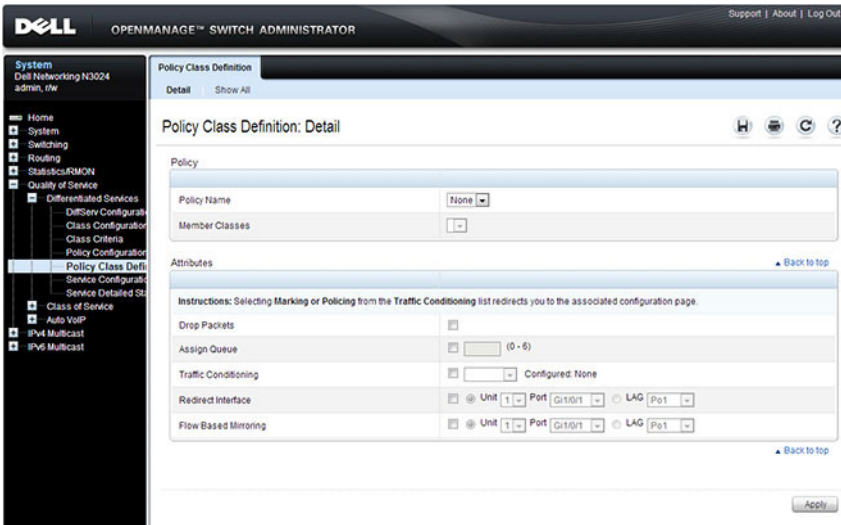 Support | About | Log Out
DELL OPENMANAGE™ SWITCH ADMINISTRATOR
System
Dell Networking N3024
admin, r/w
Home
System
Switching
Routing
Statistics/RMON
Quality of Service
Differentiated Services
DiffServ Configurati
Class Configuration
Class Criteria
Policy Configuration
Policy Class Defi
Service Configuratio
Service Detailed Sta
Class of Service
Auto VoIP
IPv4 Multicast
IPv6 Multicast
Policy Class Definition
Detail Show All
Policy Class Definition: Detail
Policy
Policy Name None
Member Classes
Attributes Back to top
Instructions: Selecting Marking or Policing from the Traffic Conditioning list redirects you to the associated configuration page.
Drop Packets
Assign Queue (0 - 6)
Traffic Conditioning Configured: None
Redirect Interface Unit 1 Port Gi1/0/1 LAG Po1
Flow Based Mirroring Unit 1 Port Gi1/0/1 LAG Po1
Back to top
Apply